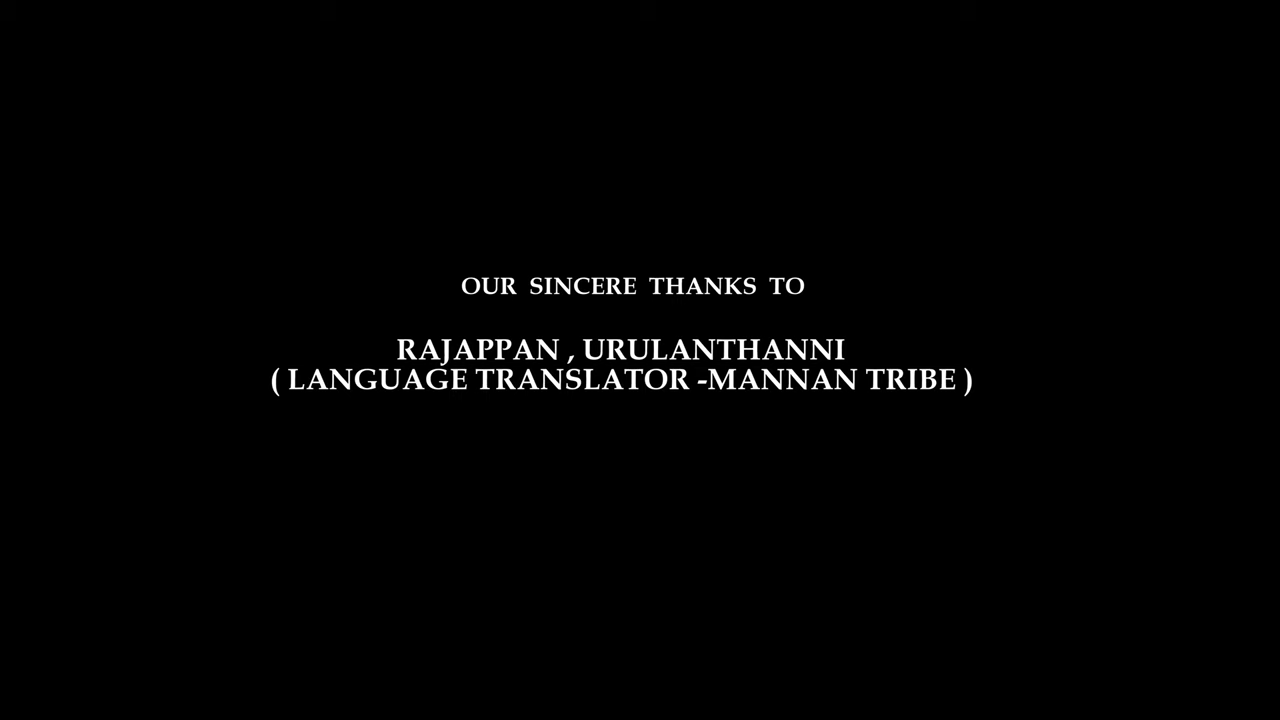 OUR SINCERE THANKS TO
RAJAPPAN , URULANTHANNI
( LANGUAGE TRANSLATOR -MANNAN TRIBE )